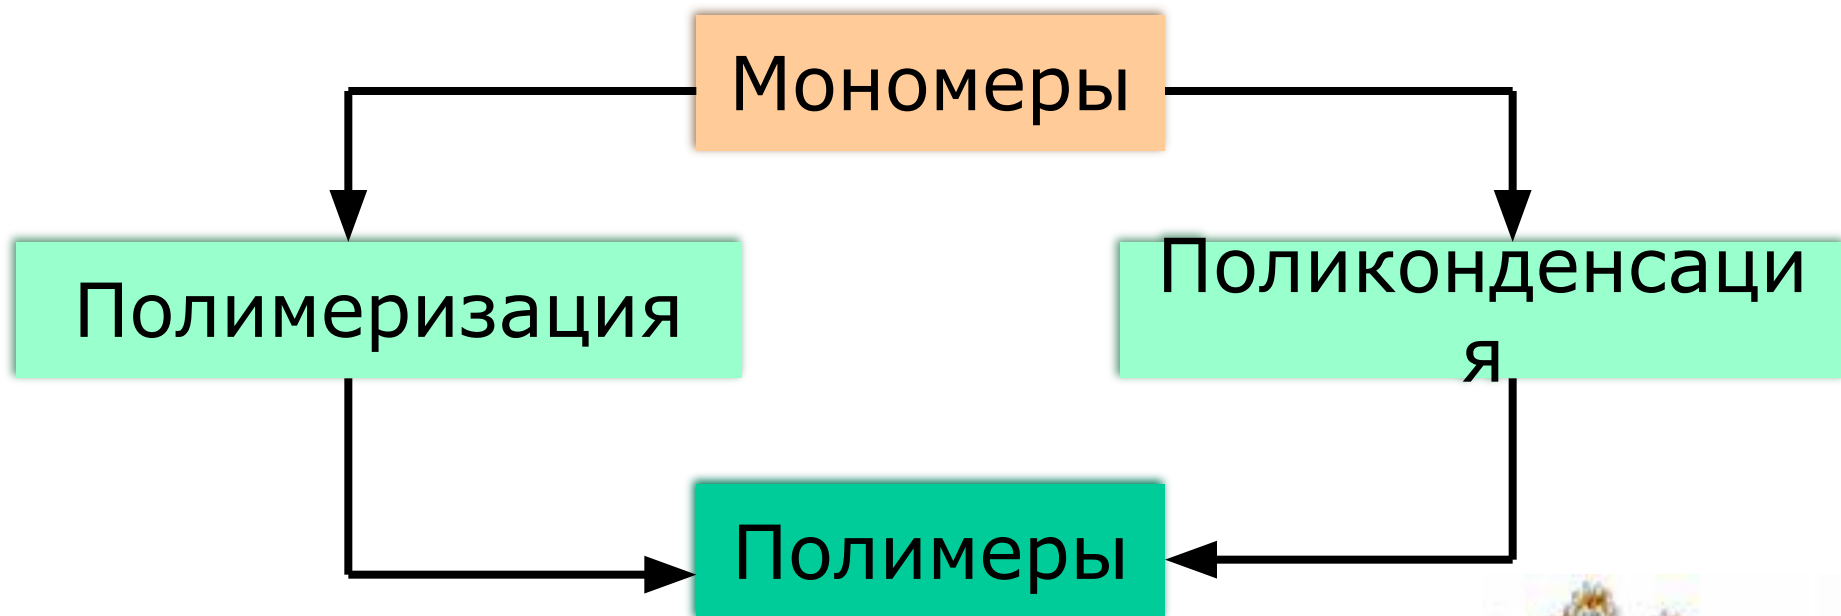 Мономеры
Полимеризация
Поликонденсаци
я
Полимеры